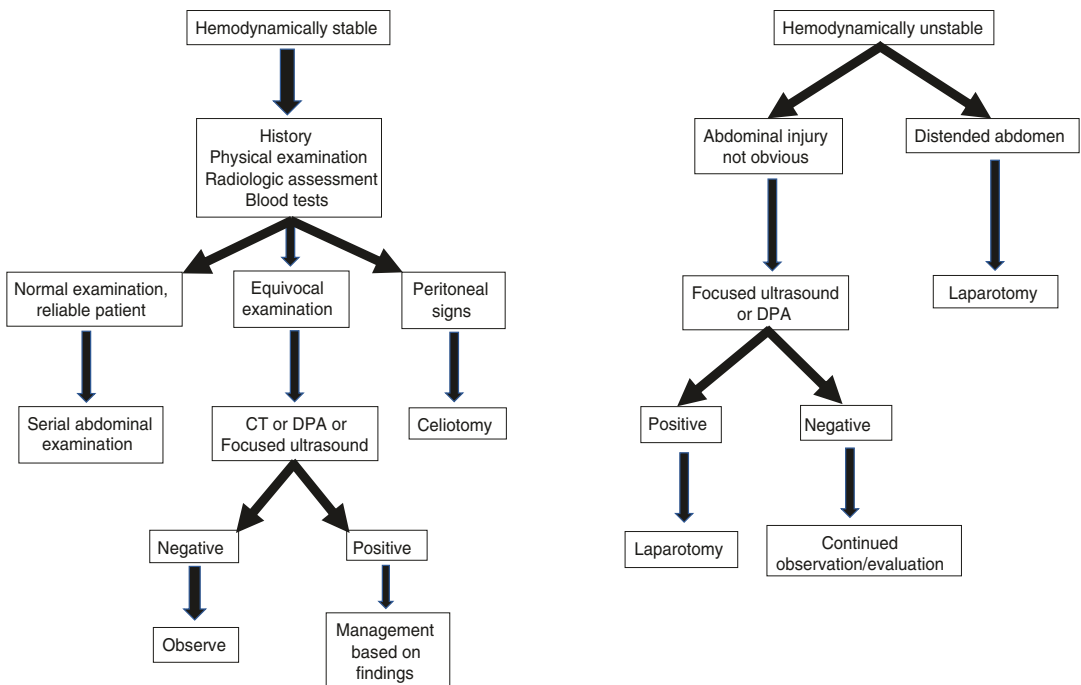 Hemodynamically stable
History
Physical examination
Radiologic assessment
Blood tests
Normal examination,
reliable patient
Equivocal
examination
Peritoneal
signs
Serial abdominal
examination
CT or DPA or
Focused ultrasound
Celiotomy
Negative
Positive
Observe
Management
based on
findings
Hemodynamically unstable
Abdominal injury
not obvious
Distended abdomen
Focused ultrasound
or DPA
Laparotomy
Positive
Negative
Laparotomy
Continued
observation/evaluation